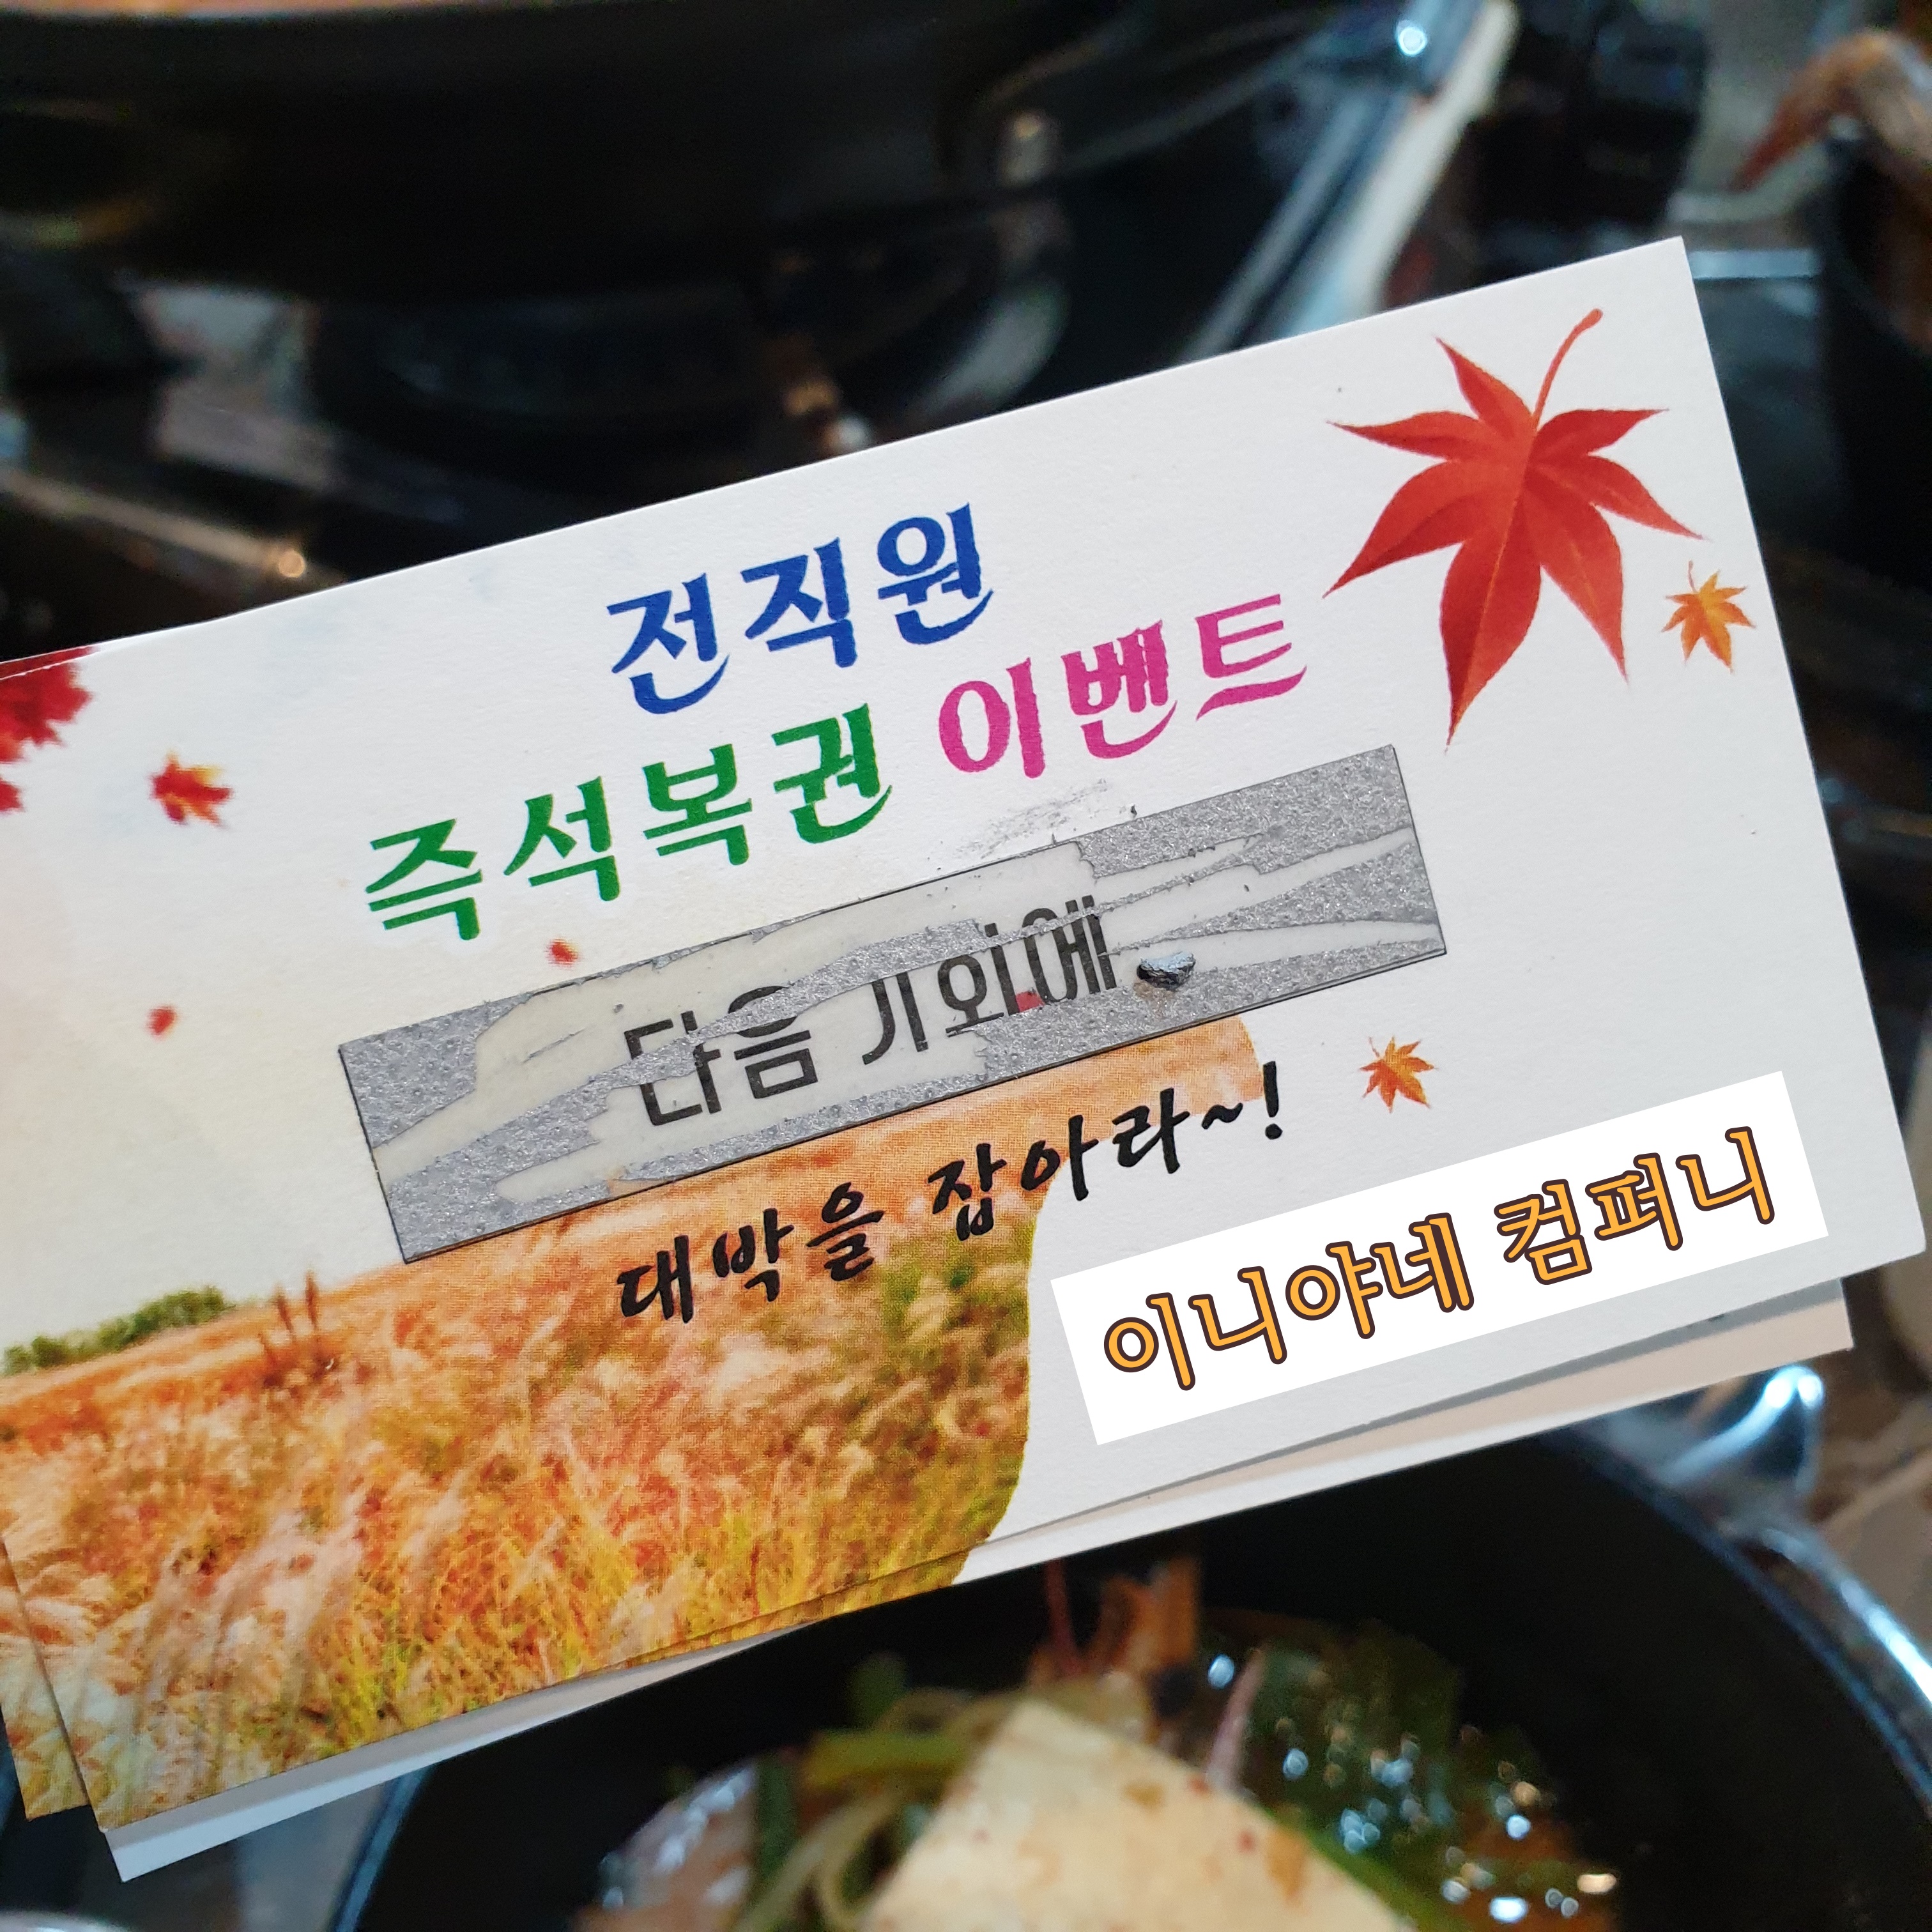 전직원
즉석복권 이벤트
다음 기회에
대박을 잡아라~!
이니야네 컴퍼니